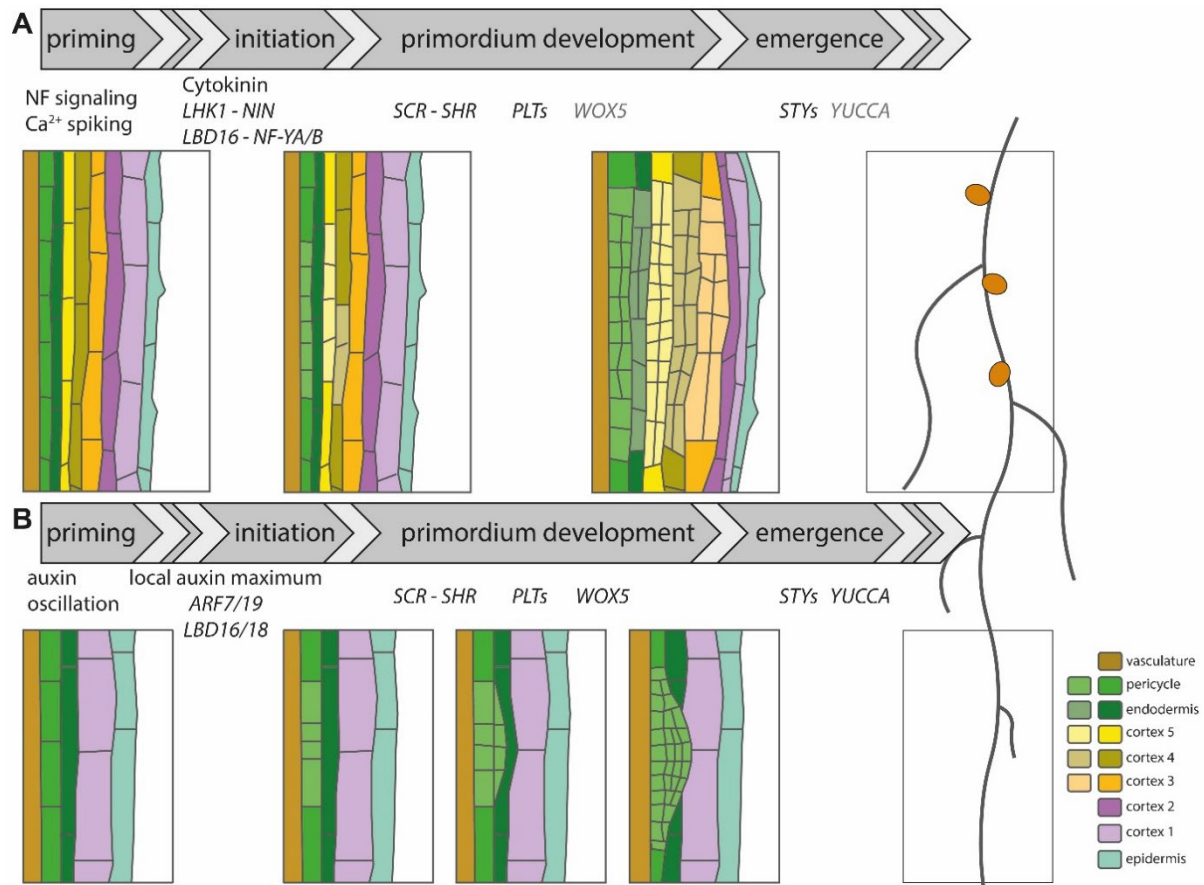 A
priming
initiation
primordium development
emergence
NF signaling
Ca2+ spiking
Cytokinin
LHK1 - NIN
LBD16 - NF-YA/B
SCR - SHR
PLTs
WOX5
STYs
YUCCA
B
priming
initiation
primordium development
emergence
auxin
oscillation
local auxin maximum
ARF7/19
LBD16/18
SCR - SHR
PLTs
WOX5
STYs
YUCCA
vasculature
pericycle
endodermis
cortex 5
cortex 4
cortex 3
cortex 2
cortex 1
epidermis